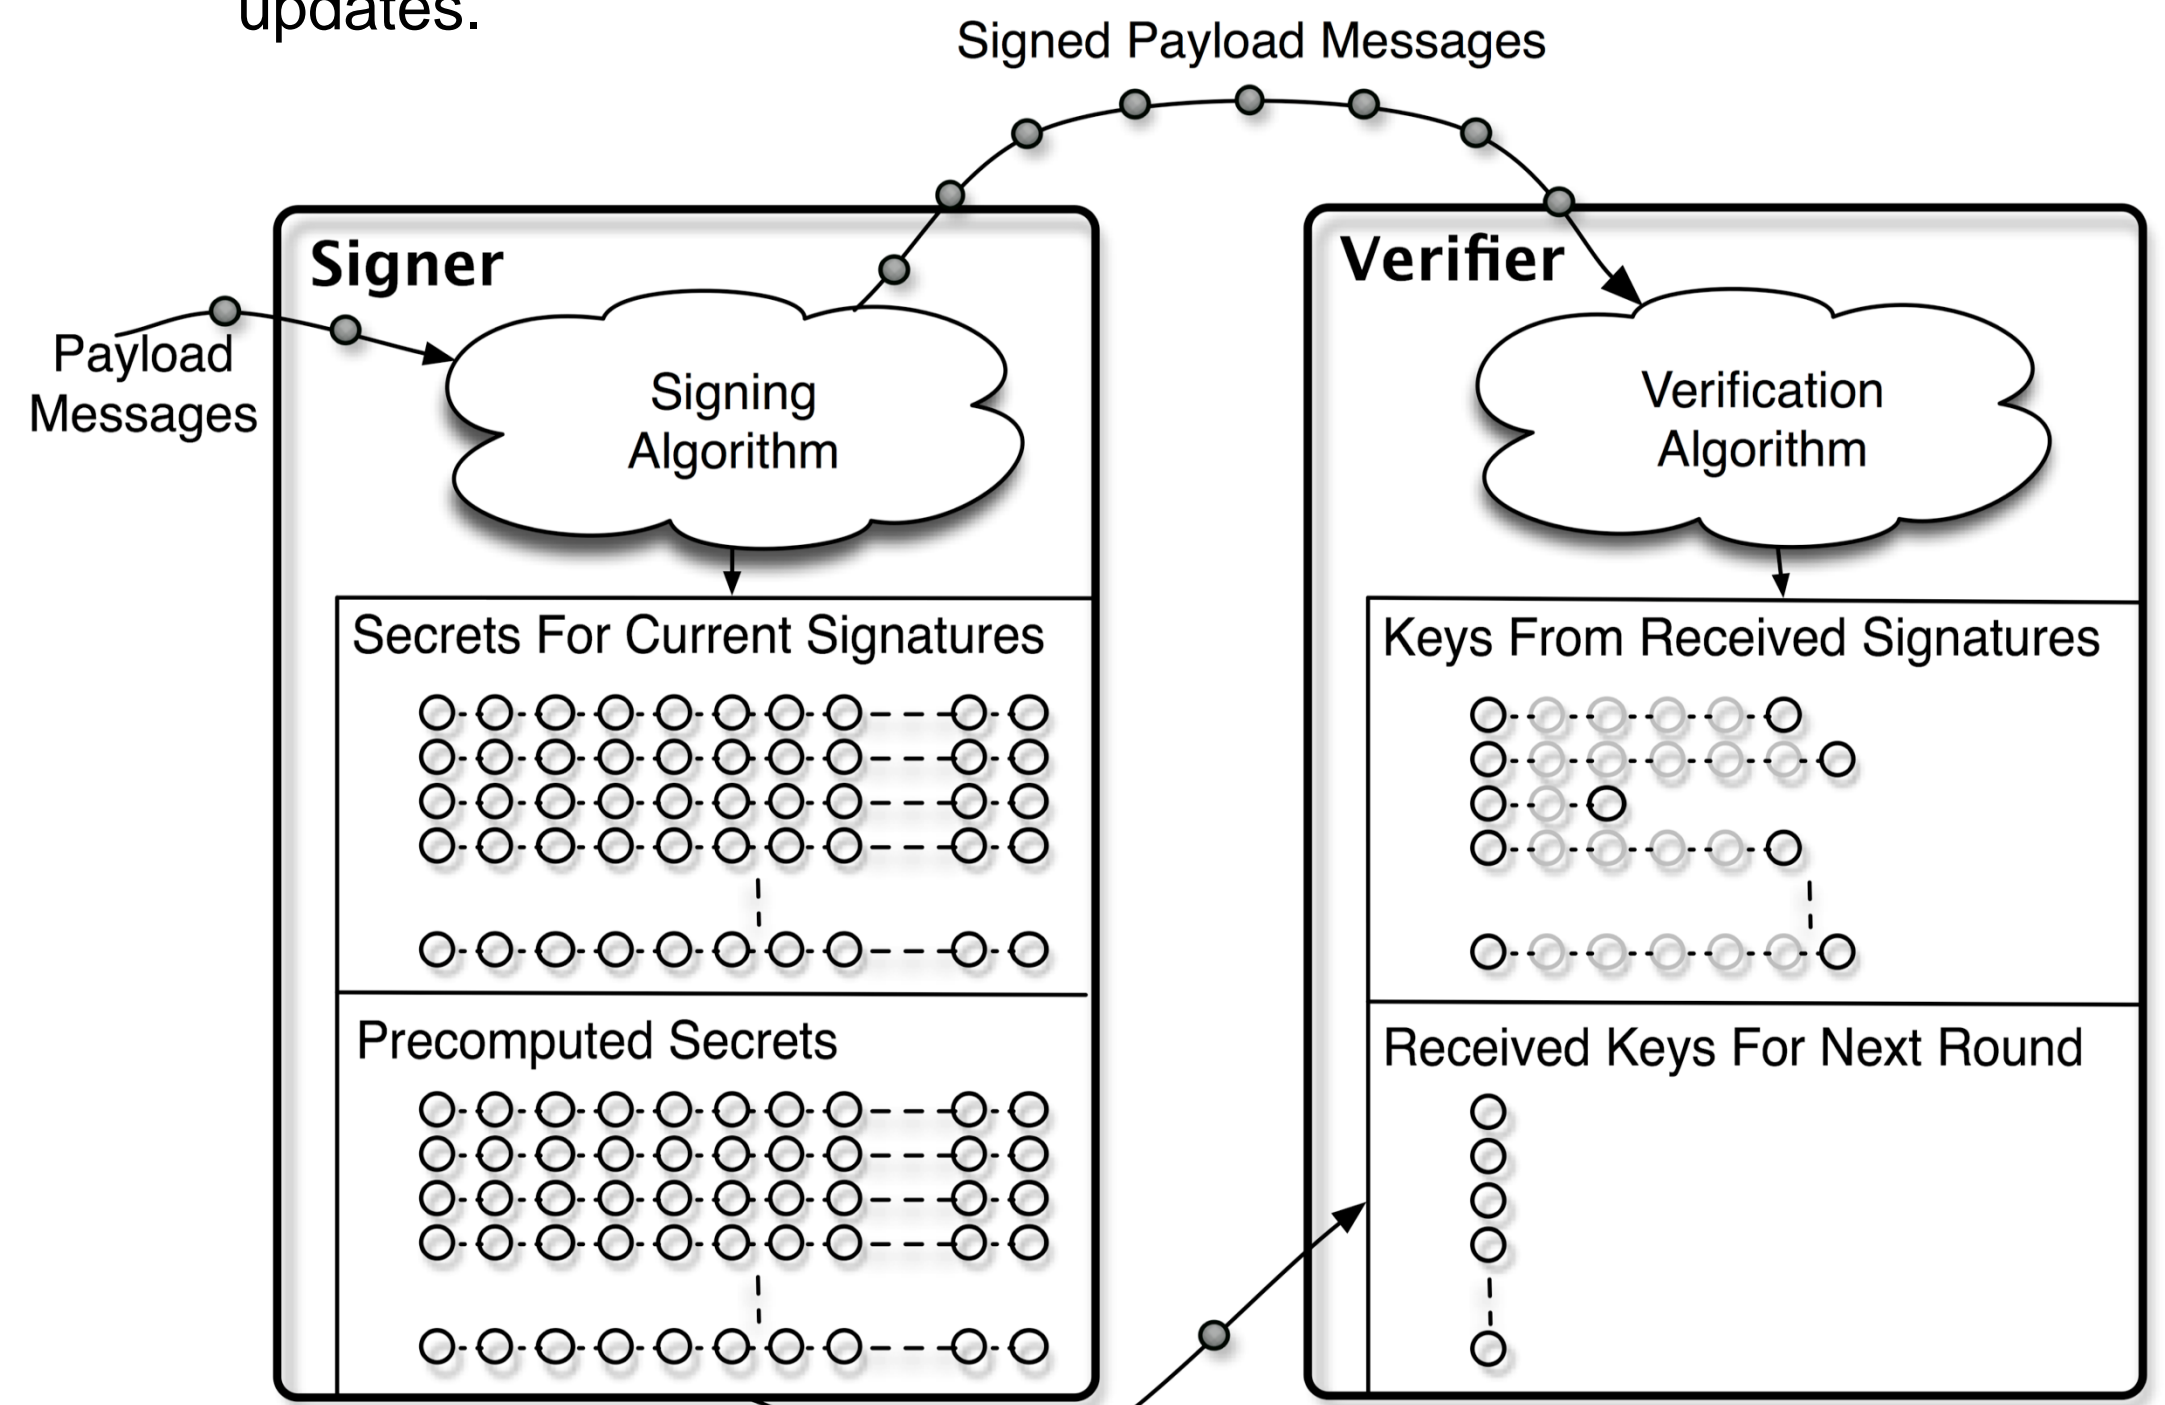 updates.
Signed Payload Messages
Signer
Verifier
Payload
Messages
Signing
Algorithm
Verification
Algorithm
Secrets For Current Signatures
Keys From Received Signatures
Precomputed Secrets
Received Keys For Next Round